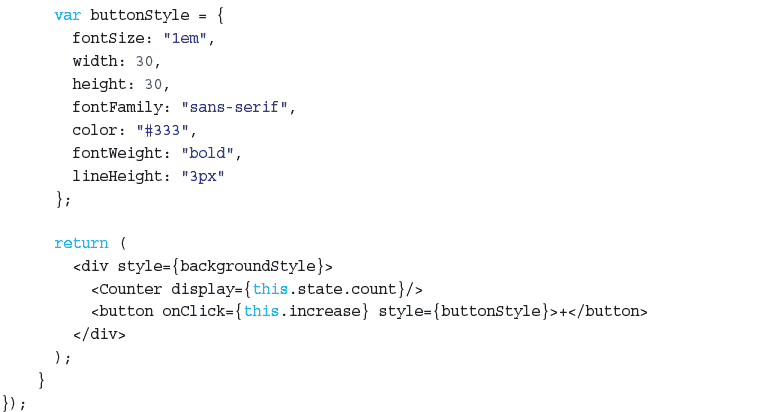 var buttonStyle = {
fontSize: "1em",
width: 30,
height: 30,
fontFamily: "sans-serif",
color: "#333",
fontWeight: "bold",
lineHeight: "3px"
};
return (
<div style={backgroundStyle}>
<Counter display={this.state.count}/>
<button onClick={this.increase} style={buttonStyle}>+</button>
</div>
);
}
});